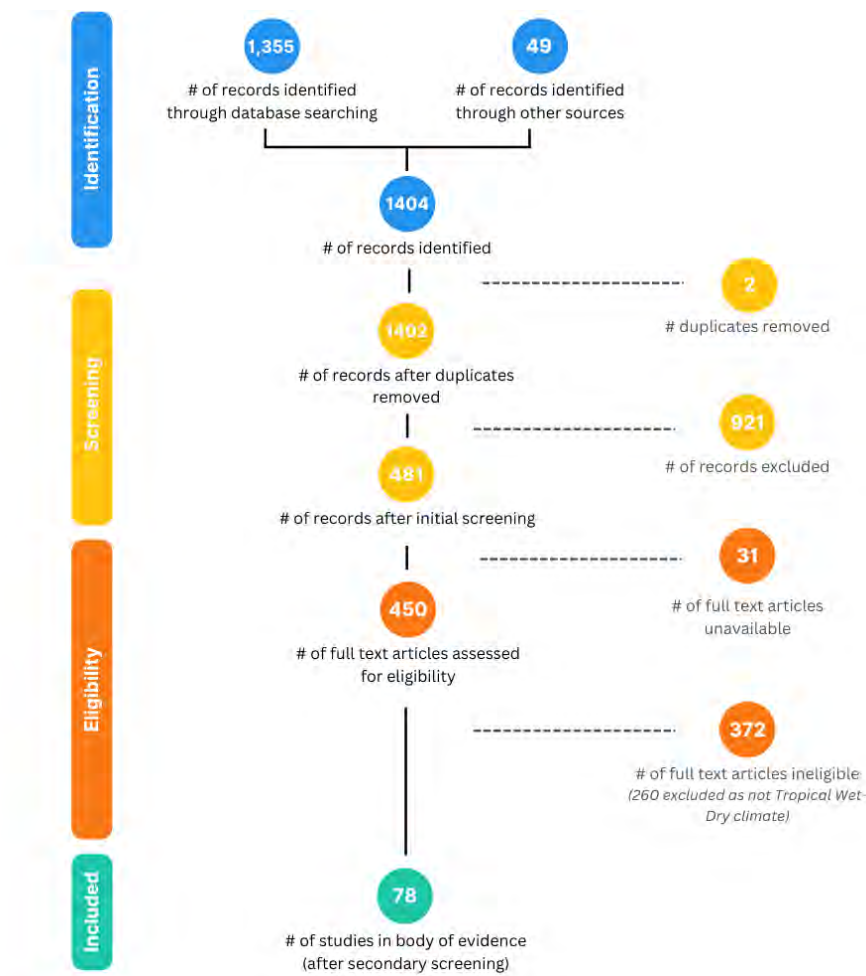 Identification
1,355
# of records identified
through database searching
49
# of records identified
through other sources
1404
# of records identified
Screening
2
# duplicates removed
1402
# of records after duplicates
removed
921
# of records excluded
481
# of records after initial screening
Eligibility
31
# of full text articles
unavailable
450
# of full text articles assessed
for eligibility
372
# of full text articles ineligible
(260 excluded as not Tropical Wet-
Dry climate)
Included
78
# of studies in body of evidence
(after secondary screening)